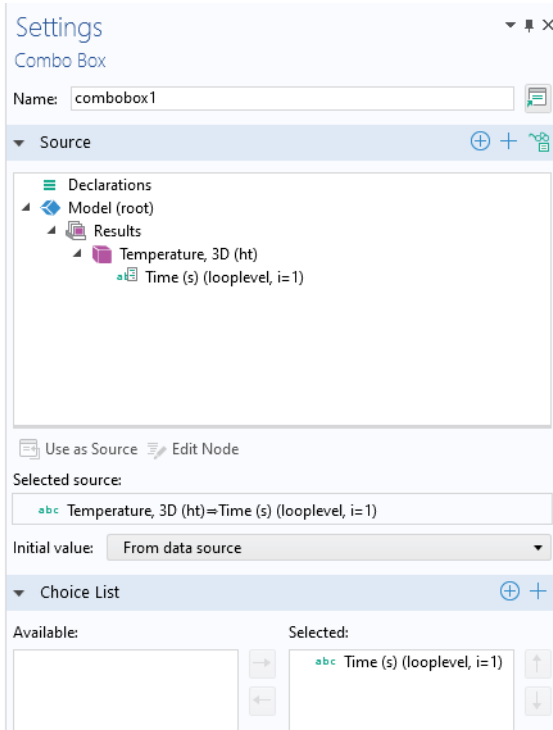 Settings
Combo Box
Name: combobox1
Source
Declarations
Model (root)
Results
Temperature, 3D (ht)
Time (s) (looplevel, i=1)
Use as Source Edit Node
Selected source:
abc Temperature, 3D (ht)⇒Time (s) (looplevel, i=1)
Initial value: From data source
Choice List
Available: Selected:
abc Time (s) (looplevel, i=1)